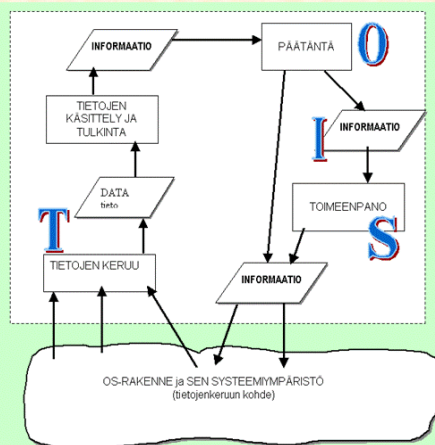 INFORMAATIO
PÄÄTÄNTÄ
O
TIETOJEN
KÄSITTELY JA
TULKINTA
I
INFORMAATIO
DATA
tieto
TOIMEENPANO
T
S
TIETOJEN KERUU
INFORMAATIO
OS-RAKENNE ja SEN SYSTEEMIYMPÄRISTÖ
(tietojenkeruun kohde)